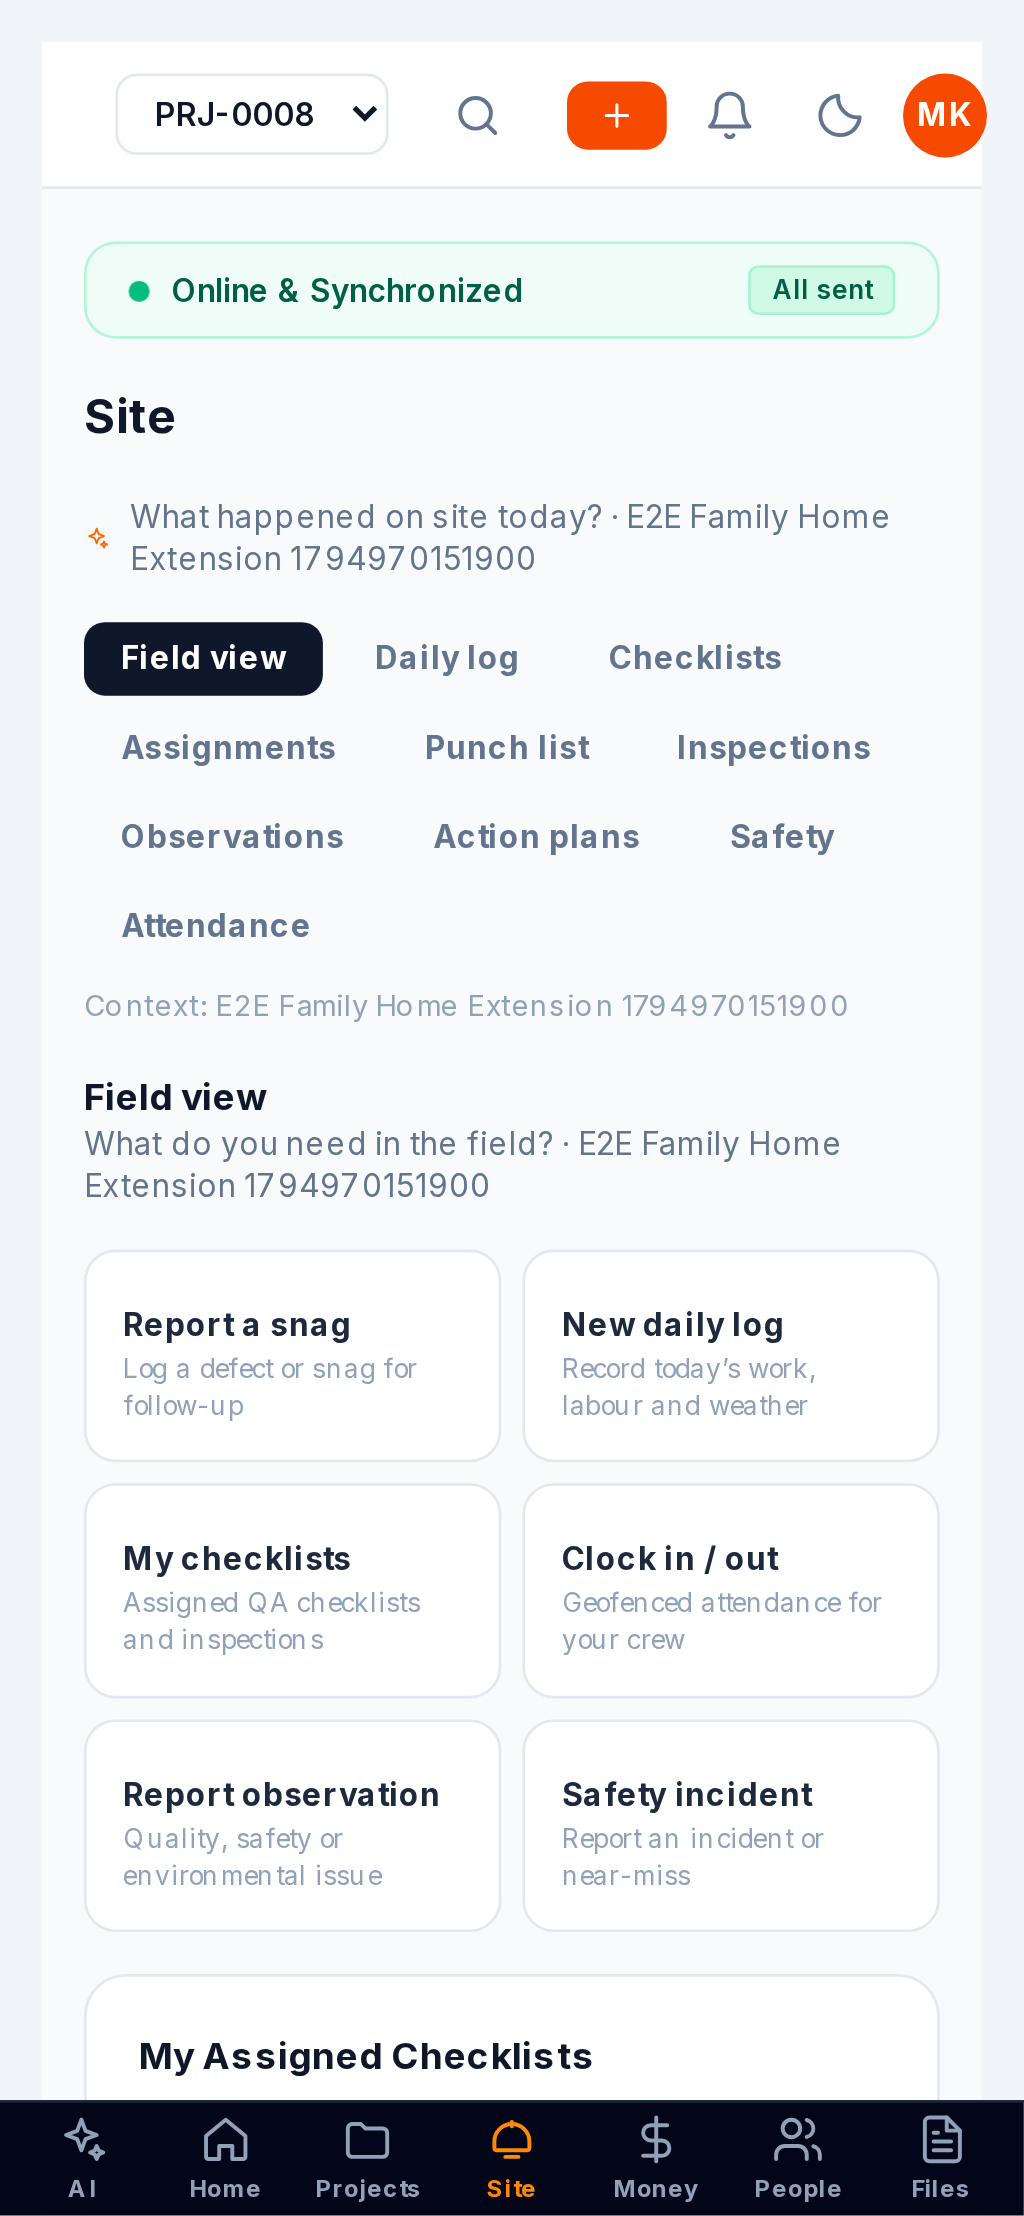 PRJ-0008
MK
Online & Synchronized
All sent
Site
What happened on site today? · E2E Family Home
Extension 1794970151900
Field view
Daily log
Checklists
Assignments
Punch list
Inspections
Observations
Action plans
Safety
Attendance
Context: E2E Family Home Extension 1794970151900
Field view
What do you need in the field? · E2E Family Home
Extension 1794970151900
Report a snag
Log a defect or snag for
follow-up
New daily log
Record today’s work,
labour and weather
My checklists
Assigned QA checklists
and inspections
Clock in / out
Geofenced attendance for
your crew
Report observation
Quality, safety or
environmental issue
Safety incident
Report an incident or
near-miss
My Assigned Checklists
AI
Home
Projects
Site
Money
People
Files